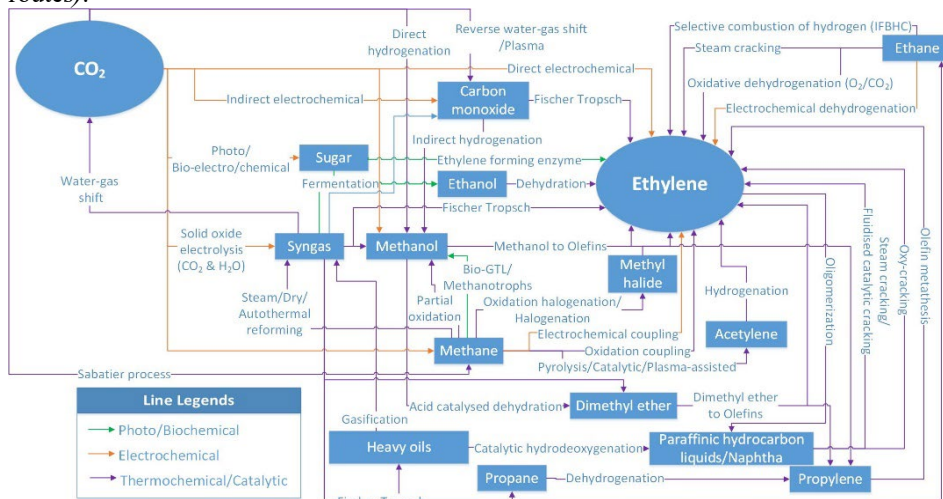 routes).
Selective combustion of hydrogen (IFBHC)
Ethane
Steam cracking
Direct
hydrogenation
Reverse water-gas shift
/Plasma
CO₂
Direct electrochemical
Oxidative dehydrogenation (O₂/CO₂)
Indirect electrochemical
Carbon
monoxide
Fischer Tropsch
Electrochemical dehydrogenation
Indirect hydrogenation
Photo/
Bio-electro/chemical
Sugar
Ethylene forming enzyme
Water-gas
shift
Fermentation
Ethanol
Dehydration
Ethylene
Fischer Tropsch
Solid oxide
electrolysis
(CO₂ & H₂O)
Syngas
Methanol
Methanol to Olefins
Methyl
halide
Bio-GTL/
Methanotrophs
Steam/Dry/
Autothermal
reforming
Partial
oxidation
Oxidation halogenation/
Halogenation
Hydrogenation
Oligomerization
Fluidised catalytic cracking
Steam cracking/
Oxy-cracking
Olefin metathesis
Electrochemical coupling
Acetylene
Methane
Oxidation coupling
Pyrolysis/Catalytic/Plasma-assisted
Sabatier process
Line Legends
Photo/Biochemical
Electrochemical
Thermochemical/Catalytic
Gasification
Acid catalysed dehydration
Dimethyl ether
Dimethyl ether
to Olefins
Heavy oils
Catalytic hydrodeoxygenation
Paraffinic hydrocarbon
liquids/Naphtha
Propane
Dehydrogenation
Propylene